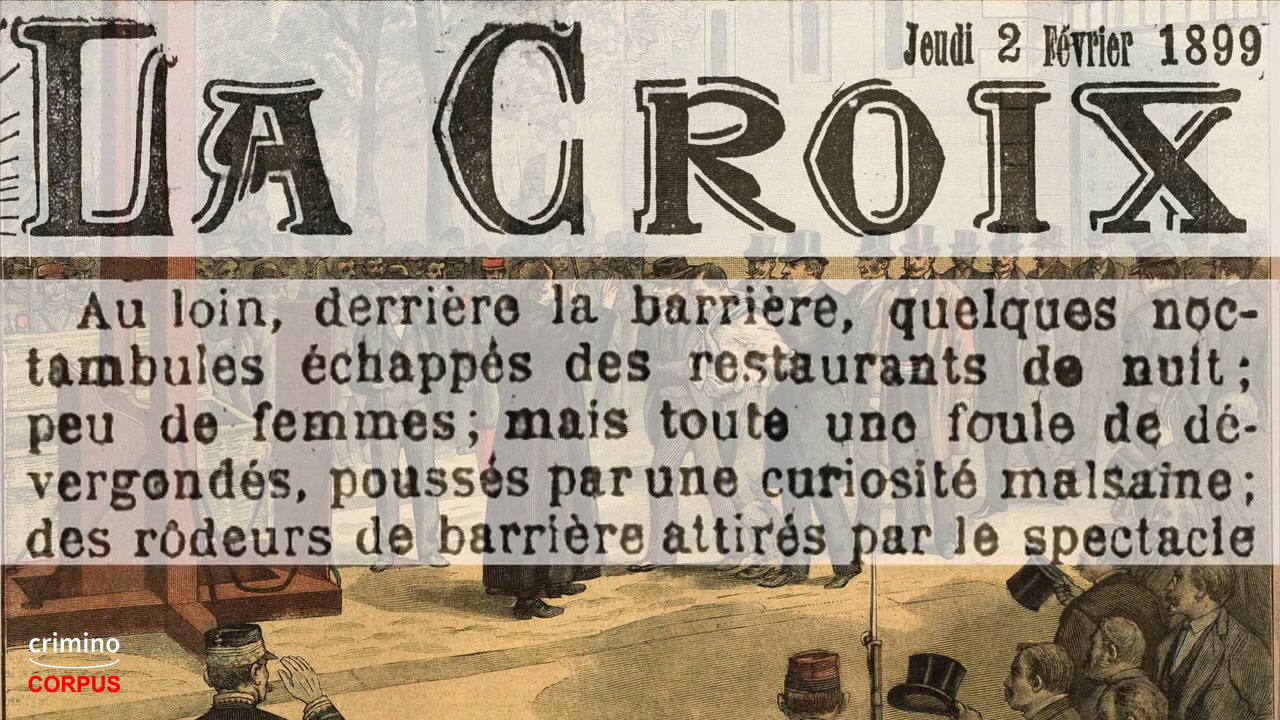 Jeudi 2 Février 1899
LA CROIX
Au loin, derrière la barrière, quelques noc-
tambules échappés des restaurants de nuit ;
peu de femmes ; mais toute une foule de dé-
vergondés, poussés par une curiosité malsaine ;
des rôdeurs de barrière attirés par le spectacle
crimino
CORPUS